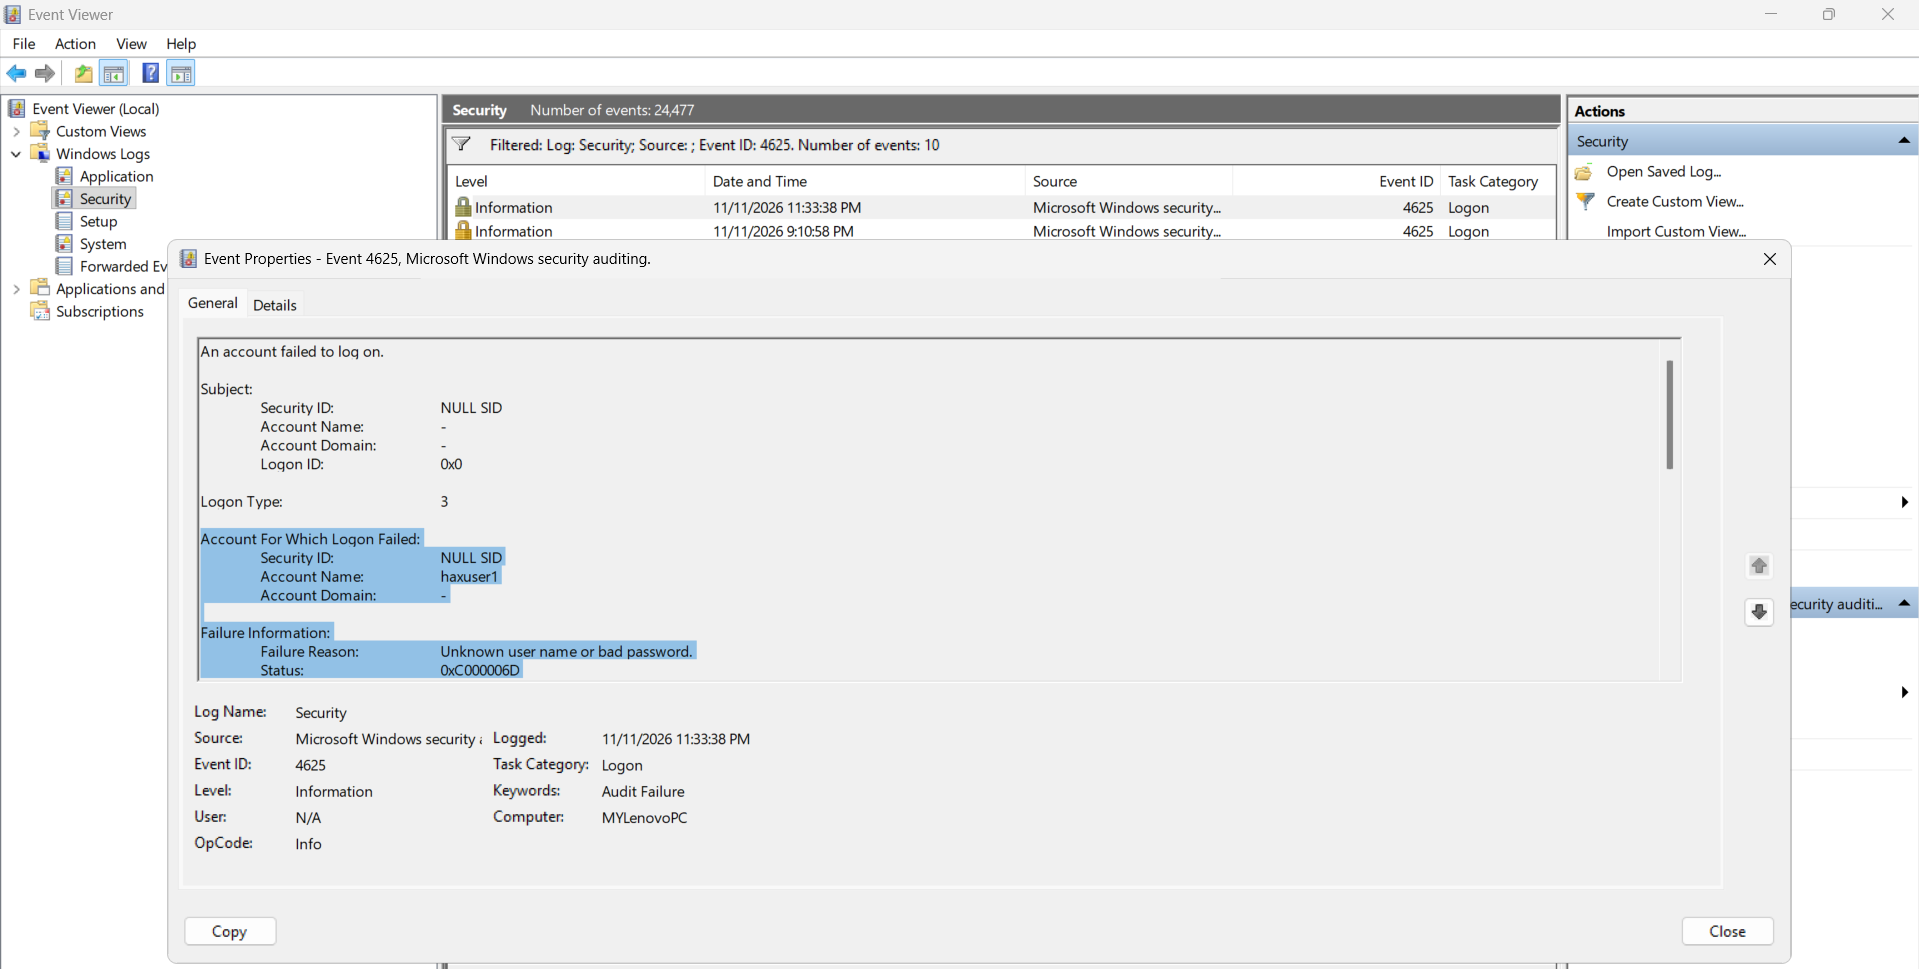 Event Viewer
File Action View Help
Event Viewer (Local)
Custom Views
Windows Logs
Application
Security
Setup
System
Forwarded Ev
Applications and
Subscriptions
Security Number of events: 24,477
Filtered: Log: Security; Source: ; Event ID: 4625. Number of events: 10
Level Date and Time Source Event ID Task Category
Information 11/11/2026 11:33:38 PM Microsoft Windows security... 4625 Logon
Information 11/11/2026 9:10:58 PM Microsoft Windows security... 4625 Logon
Actions
Security
Open Saved Log...
Create Custom View...
Import Custom View...
ecurity auditi...
Event Properties - Event 4625, Microsoft Windows security auditing.
General Details
An account failed to log on.
Subject:
Security ID: NULL SID
Account Name: -
Account Domain: -
Logon ID: 0x0
Logon Type: 3
Account For Which Logon Failed:
Security ID: NULL SID
Account Name: haxuser1
Account Domain: -
Failure Information:
Failure Reason: Unknown user name or bad password.
Status: 0xC000006D
Log Name: Security
Source: Microsoft Windows security Logged: 11/11/2026 11:33:38 PM
Event ID: 4625 Task Category: Logon
Level: Information Keywords: Audit Failure
User: N/A Computer: MYLenovoPC
OpCode: Info
Copy Close